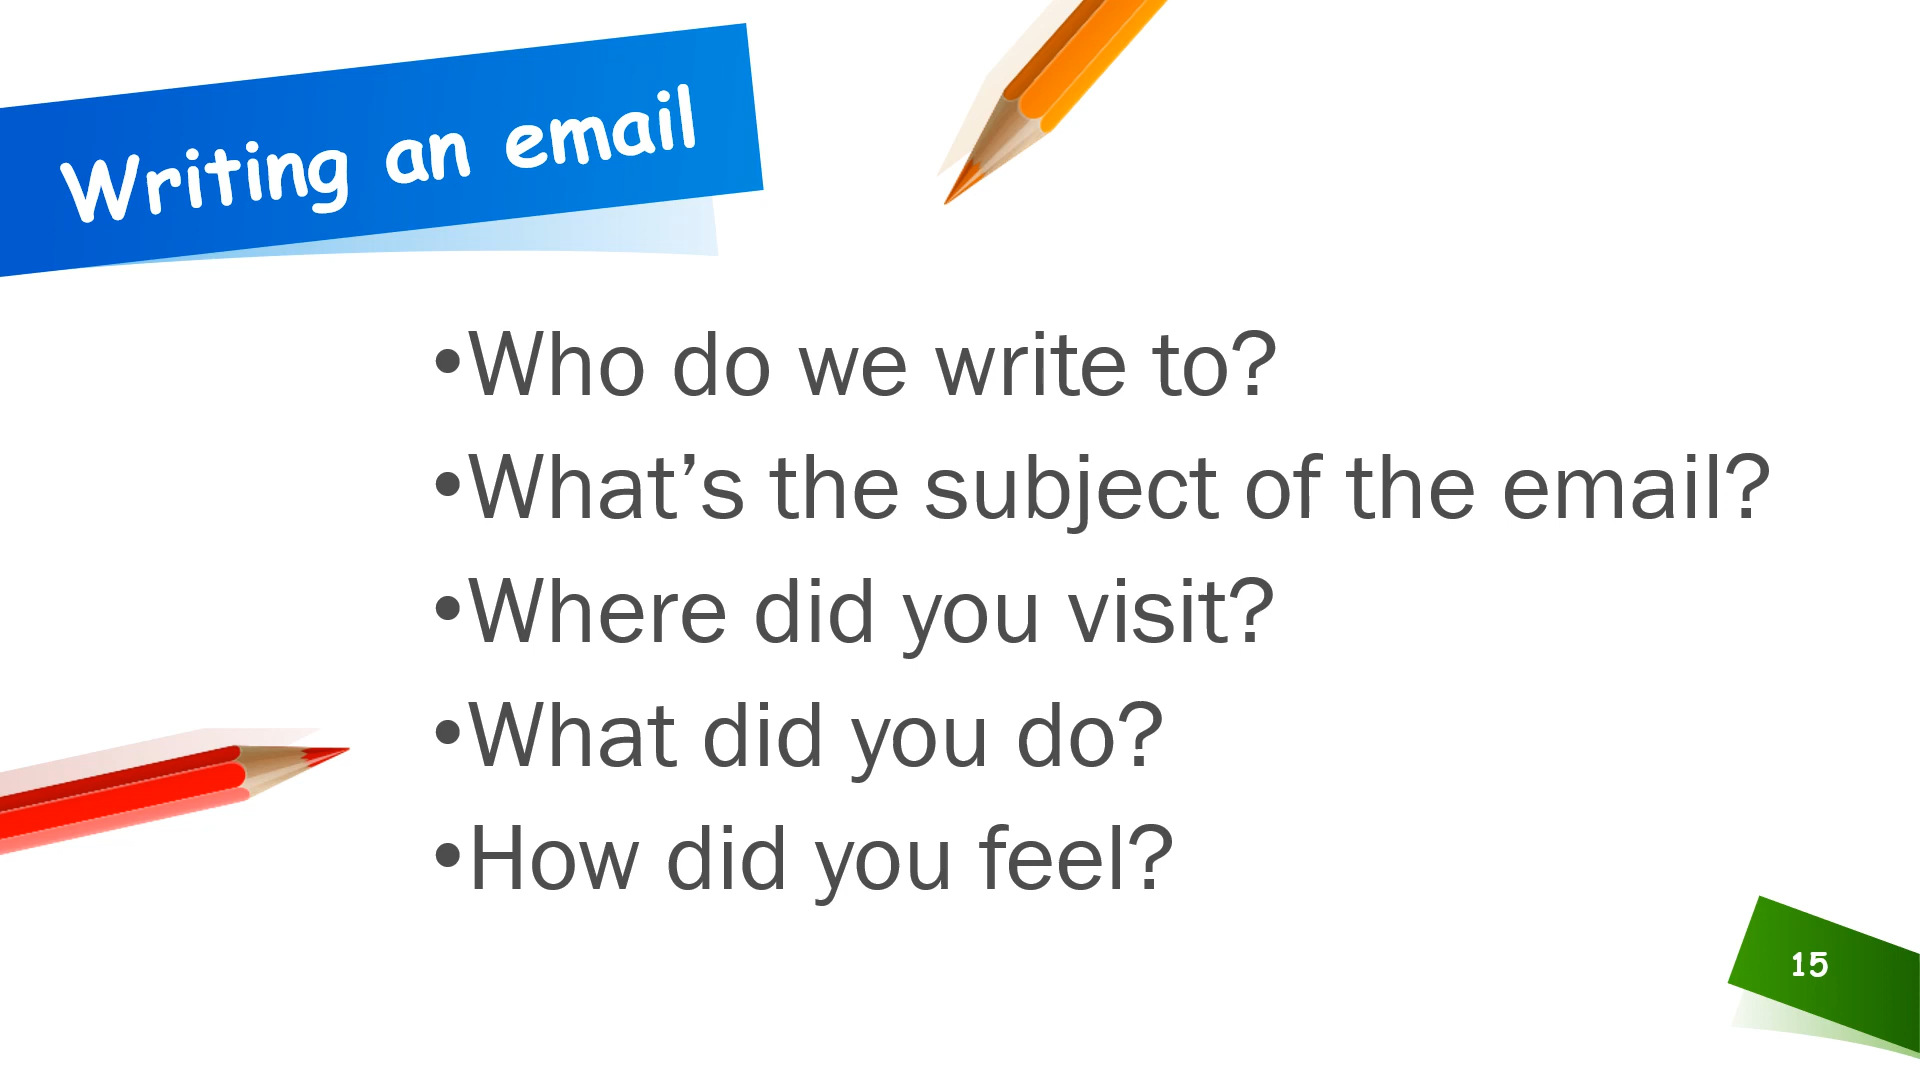 Writing an email
•Who do we write to?
•What’s the subject of the email?
•Where did you visit?
•What did you do?
•How did you feel?
15